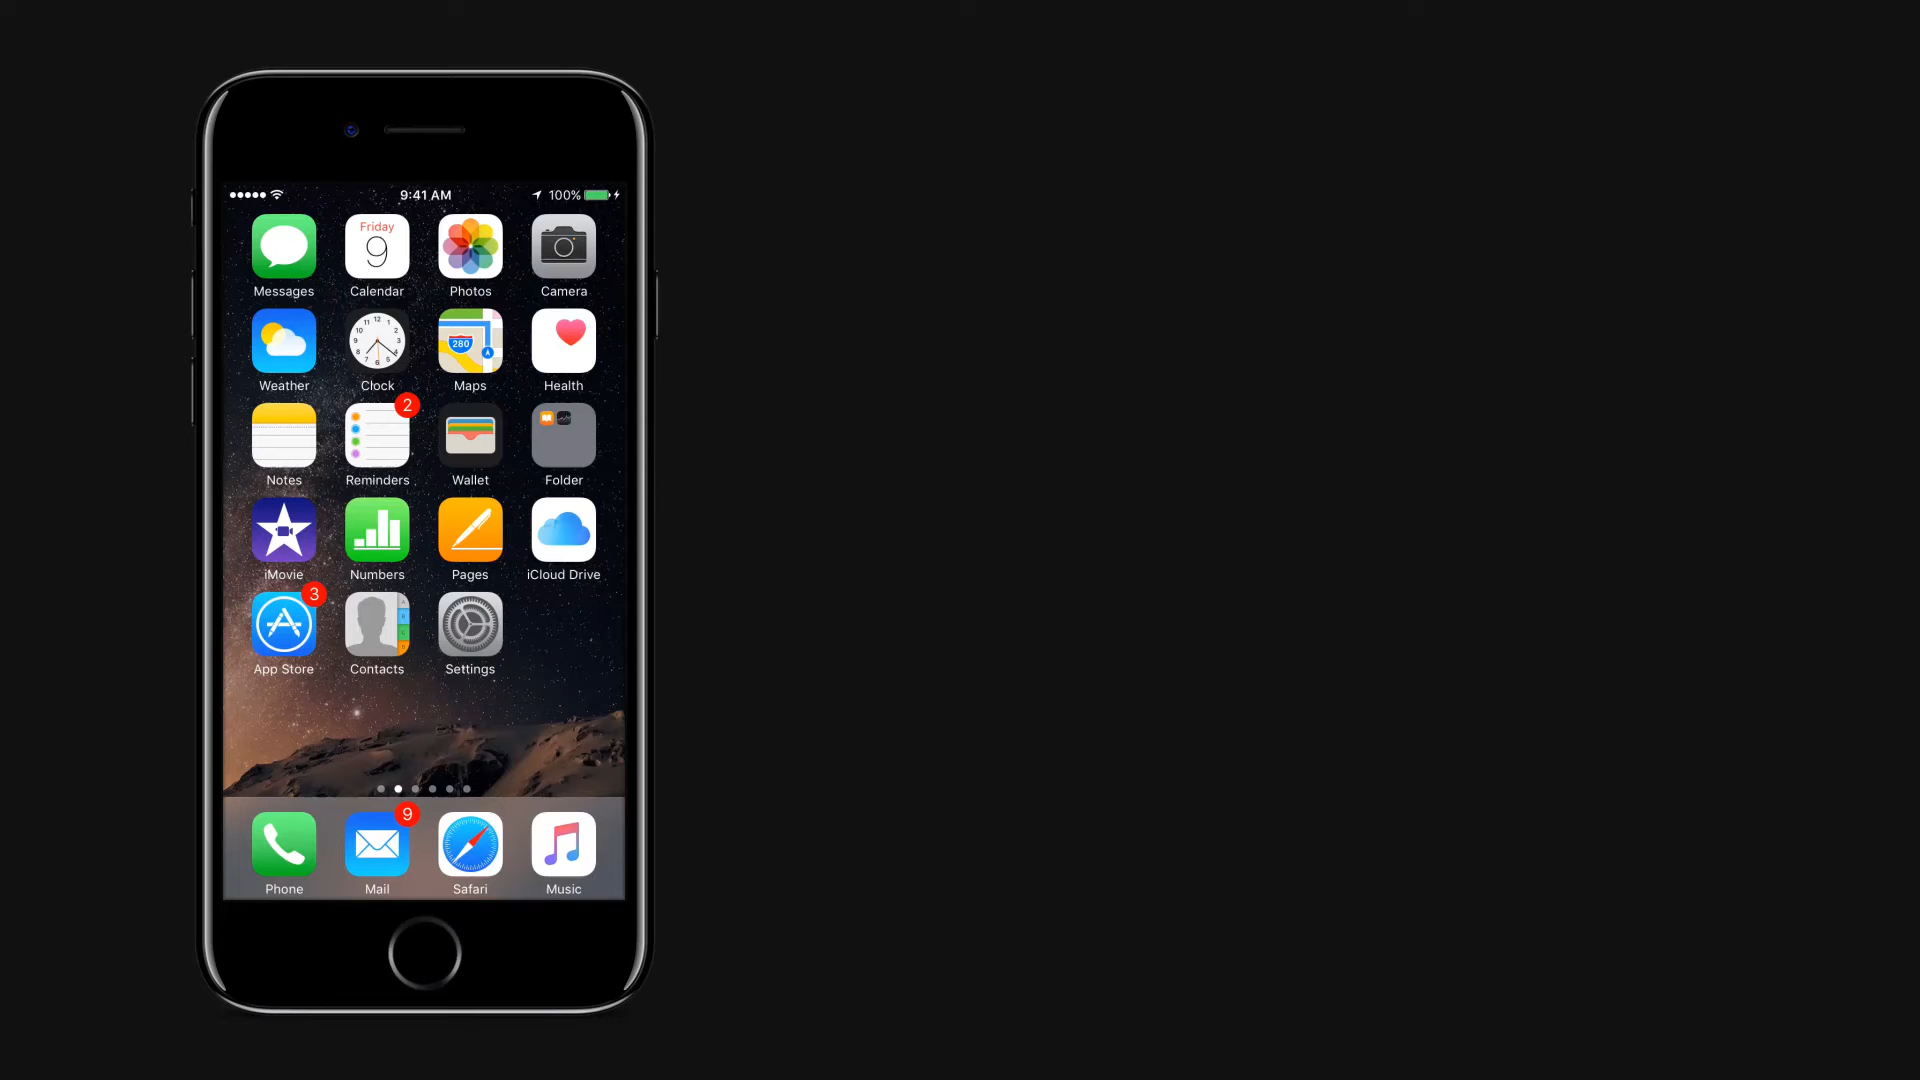 9:41 AM 100%
Friday
9
Messages Calendar Photos Camera
280
Weather Clock Maps Health
2
Notes Reminders Wallet Folder
iMovie Numbers Pages iCloud Drive
3
App Store Contacts Settings
9
Phone Mail Safari Music